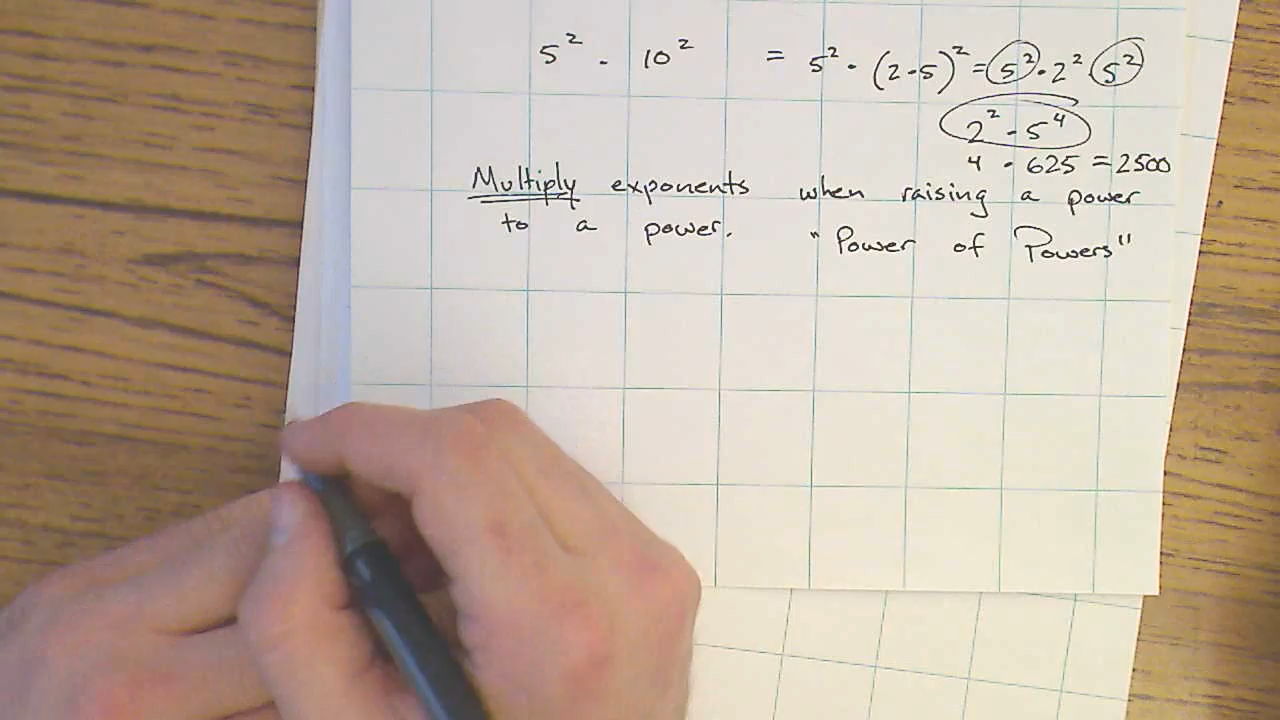 5² · 10² = 5² · (2·5)² = 5² · 2² 5²
2² · 5⁴
4 · 625 = 2500
Multiply exponents when raising a power
to a power. "Power of Powers"